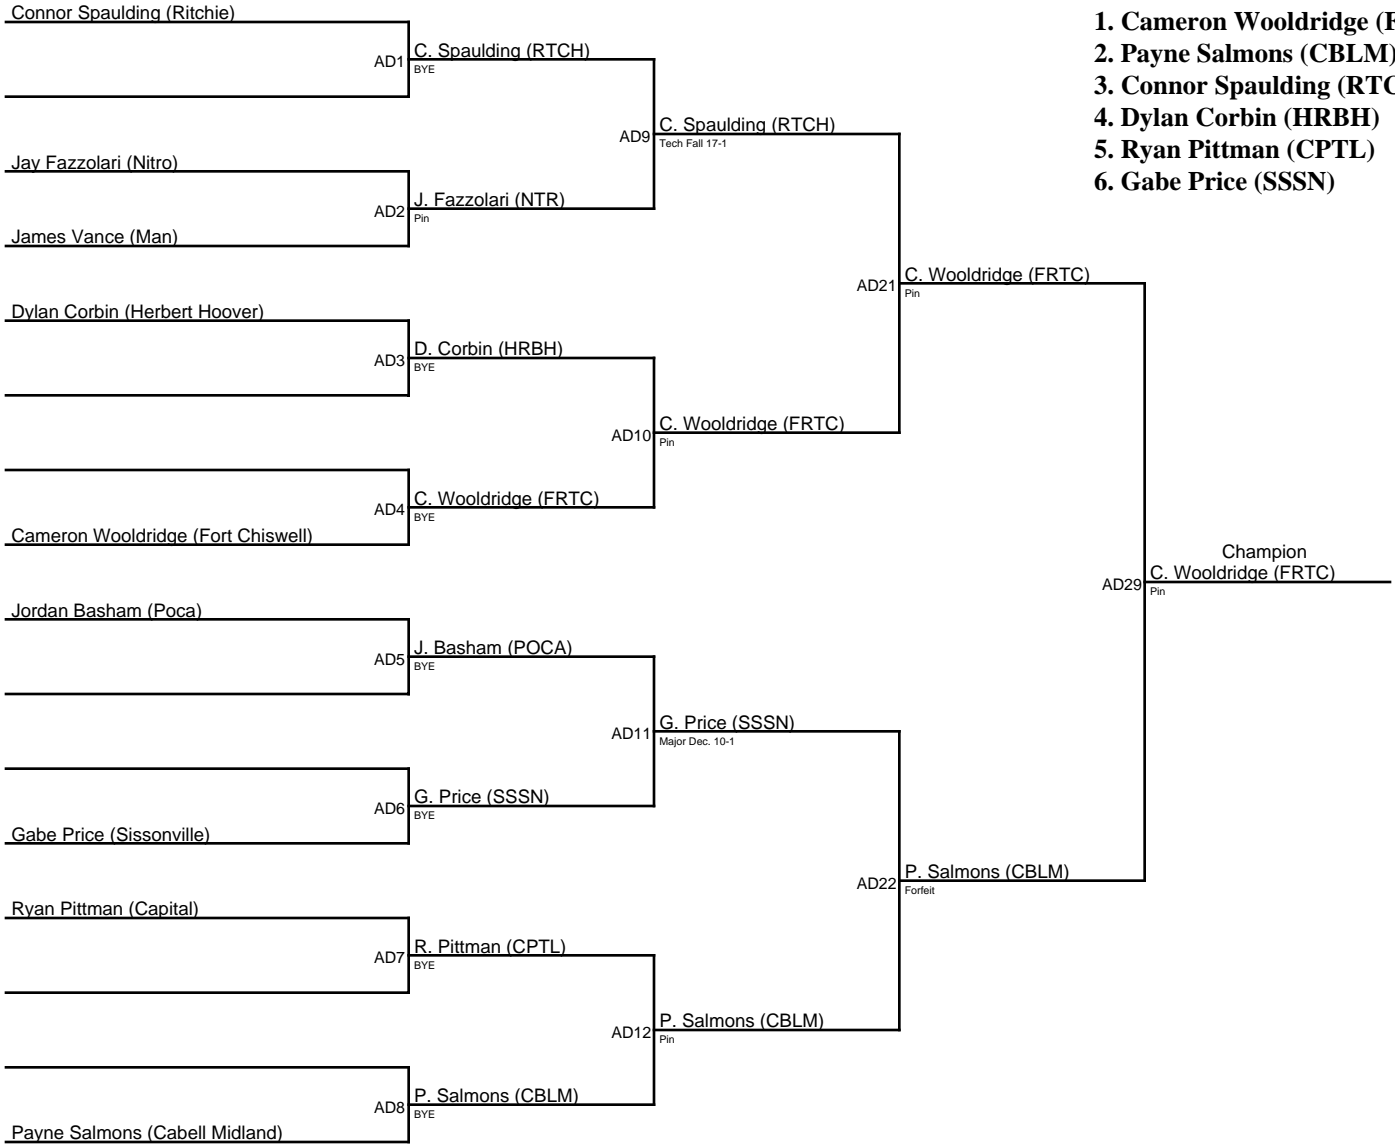 Connor Spaulding (Ritchie)
AD1
C. Spaulding (RTCH)
BYE
AD9
C. Spaulding (RTCH)
Tech Fall 17-1
Jay Fazzolari (Nitro)
AD2
J. Fazzolari (NTR)
Pin
James Vance (Man)
AD21
C. Wooldridge (FRTC)
Pin
Dylan Corbin (Herbert Hoover)
AD3
D. Corbin (HRBH)
BYE
AD10
C. Wooldridge (FRTC)
Pin
AD4
C. Wooldridge (FRTC)
BYE
Cameron Wooldridge (Fort Chiswell)
Champion
AD29
C. Wooldridge (FRTC)
Pin
Jordan Basham (Poca)
AD5
J. Basham (POCA)
BYE
AD11
G. Price (SSSN)
Major Dec. 10-1
AD6
G. Price (SSSN)
BYE
Gabe Price (Sissonville)
AD22
P. Salmons (CBLM)
Forfeit
Ryan Pittman (Capital)
AD7
R. Pittman (CPTL)
BYE
AD12
P. Salmons (CBLM)
Pin
AD8
P. Salmons (CBLM)
BYE
Payne Salmons (Cabell Midland)
1. Cameron Wooldridge (F
2. Payne Salmons (CBLM)
3. Connor Spaulding (RTC
4. Dylan Corbin (HRBH)
5. Ryan Pittman (CPTL)
6. Gabe Price (SSSN)